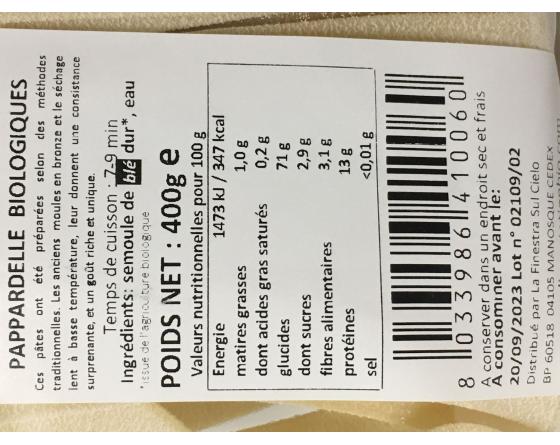 PAPPARDELLE BIOLOGIQUES
Ces pâtes ont été préparées selon des méthodes
traditionnelles. Les anciens moules en bronze et le séchage
lent à basse température, leur donnent une consistance
surprenante, et un goût riche et unique.
Temps de cuisson : 7-9 min
Ingrédients: semoule de blé dur*, eau
*issue de l'agriculture biologique
POIDS NET : 400g e
Valeurs nutritionnelles pour 100 g
Energie 1473 kJ / 347 kcal
matires grasses 1,0 g
dont acides gras saturés 0,2 g
glucides 71 g
dont sucres 2,9 g
fibres alimentaires 3,1 g
protéines 13 g
sel <0,01 g
8 033986 410060
A conserver dans un endroit sec et frais
A consominer avant le:
20/09/2023 Lot n° 02109/02
Distribué par La Finestra Sul Cielo
BP 60518 04105 MANOSQUE CEDEX